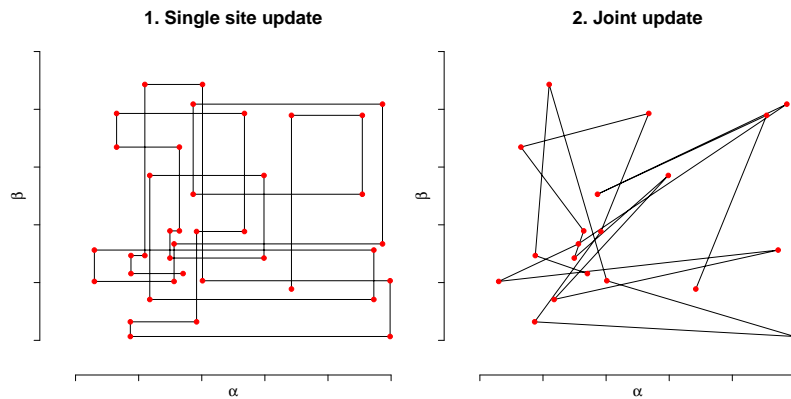 1. Single site update
2. Joint update
β
β
α
α